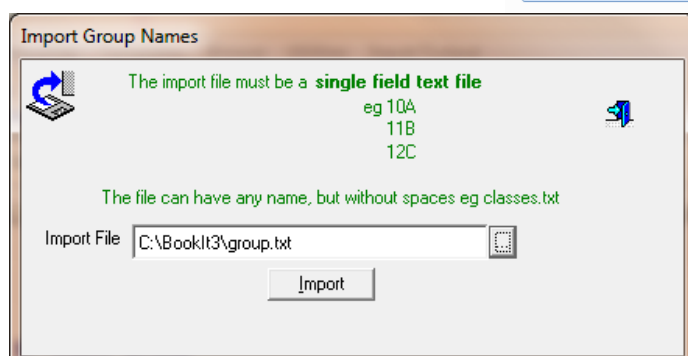 Import Group Names
The import file must be a single field text file
eg 10A
11B
12C
The file can have any name, but without spaces eg classes.txt
Import File C:\BookIt3\group.txt ...
Import